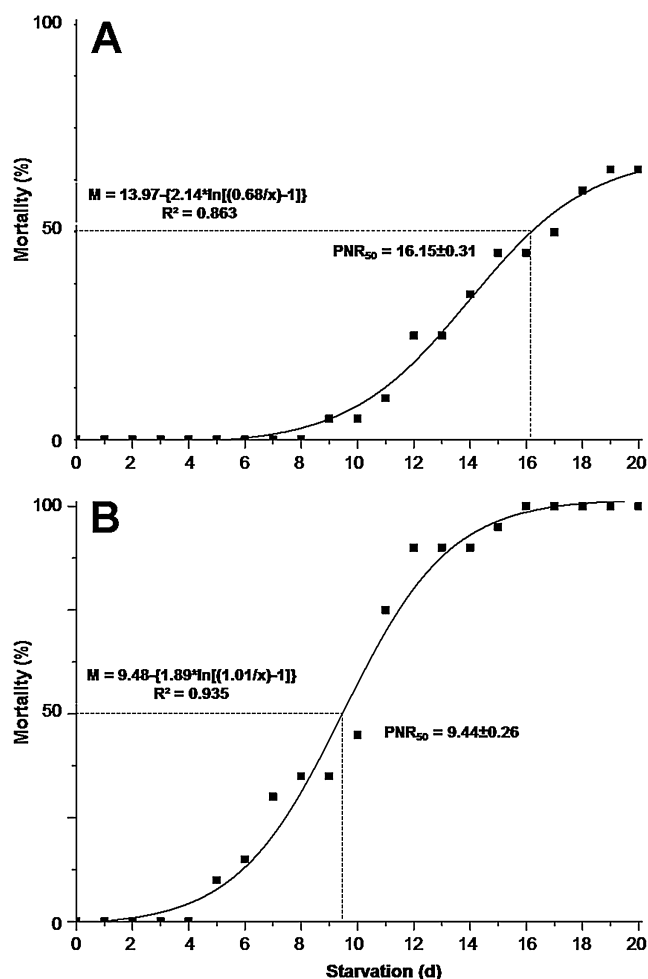 100
A
Mortality (%)
M = 13.97-{2.14*ln[(0.68/x)-1]}
R² = 0.863
50
PNR₅₀ = 16.15±0.31
0
0 2 4 6 8 10 12 14 16 18 20
100
B
Mortality (%)
M = 9.48-{1.89*ln[(1.01/x)-1]}
R² = 0.935
50
PNR₅₀ = 9.44±0.26
0
0 2 4 6 8 10 12 14 16 18 20
Starvation (d)